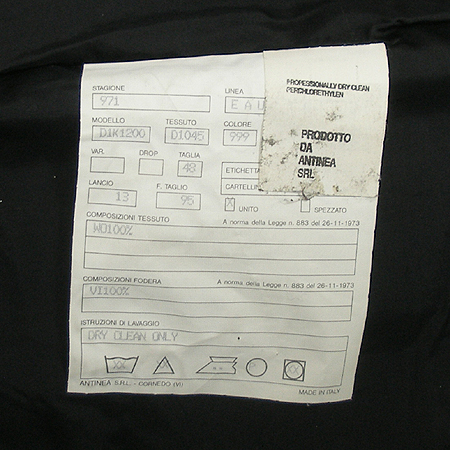 STAGIONE
LINEA
971
EAU
MODELLO TESSUTO COLORE
DIK1200 D1045 999
VAR. DROP TAGLIA
48
ETICHETTA
CARTELLIN
LANCIO F. TAGLIO
13 95
X UNITO SPEZZATO
COMPOSIZIONI TESSUTO A norma della Legge n. 883 del 26-11-1973
WO100%
COMPOSIZIONI FODERA A norma della Legge n. 883 del 26-11-1973
VI100%
ISTRUZIONI DI LAVAGGIO
DRY CLEAN ONLY
ANTINEA S.R.L. - CORNEDO (VI)
MADE IN ITALY
PROFESSIONALLY DRY CLEAN
PERCHLORETHYLEN
PRODOTTO
DA
ANTINEA
SRL